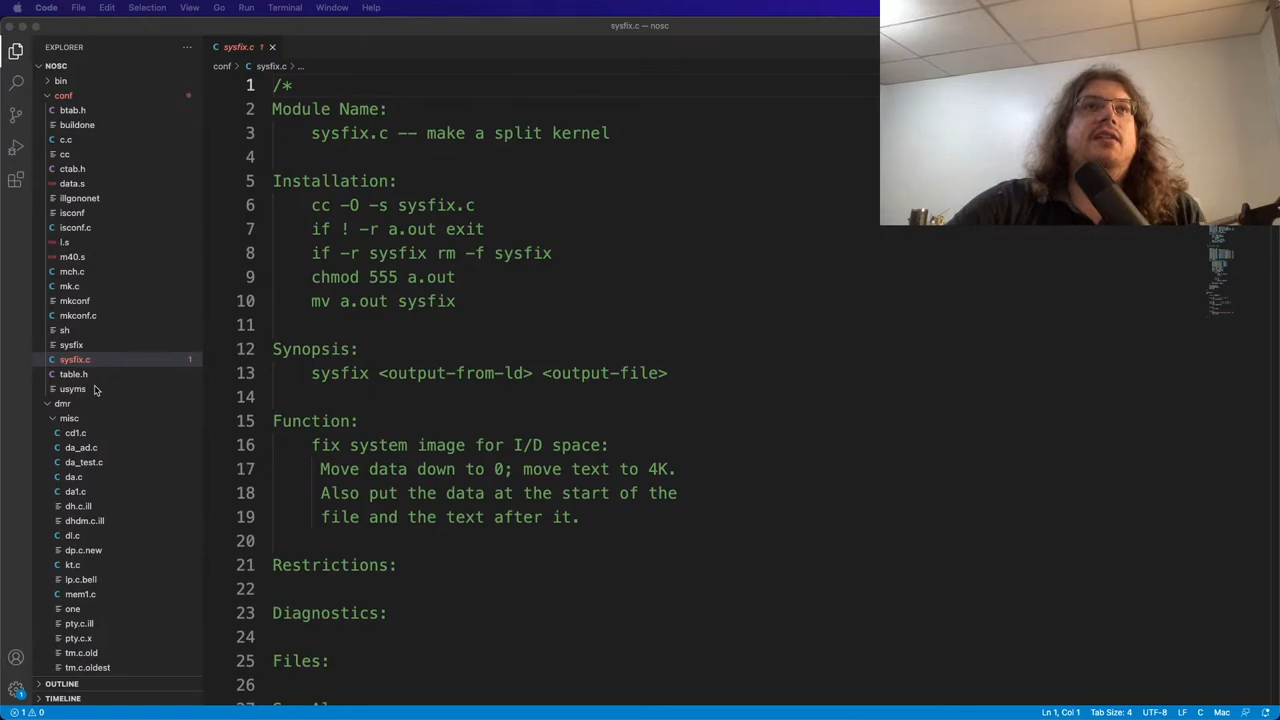 Code File Edit Selection View Go Run Terminal Window Help
sysfix.c — nosc
EXPLORER
NOSC
bin
conf
btab.h
buildone
c.c
cc
ctab.h
data.s
illgononet
isconf
isconf.c
l.s
m40.s
mch.c
mk.c
mkconf
mkconf.c
sh
sysfix
sysfix.c 1
table.h
usyms
dmr
misc
cd1.c
da_ad.c
da_test.c
da.c
da1.c
dh.c.ill
dhdm.c.ill
dl.c
dp.c.new
kt.c
lp.c.bell
mem1.c
one
pty.c.ill
pty.c.x
tm.c.old
tm.c.oldest
OUTLINE
TIMELINE
sysfix.c 1
conf > C sysfix.c > ...
1 /*
2 Module Name:
3 sysfix.c -- make a split kernel
4
5 Installation:
6 cc -O -s sysfix.c
7 if ! -r a.out exit
8 if -r sysfix rm -f sysfix
9 chmod 555 a.out
10 mv a.out sysfix
11
12 Synopsis:
13 sysfix <output-from-ld> <output-file>
14
15 Function:
16 fix system image for I/D space:
17 Move data down to 0; move text to 4K.
18 Also put the data at the start of the
19 file and the text after it.
20
21 Restrictions:
22
23 Diagnostics:
24
25 Files:
26
1 0
Ln 1, Col 1 Tab Size: 4 UTF-8 LF C Mac